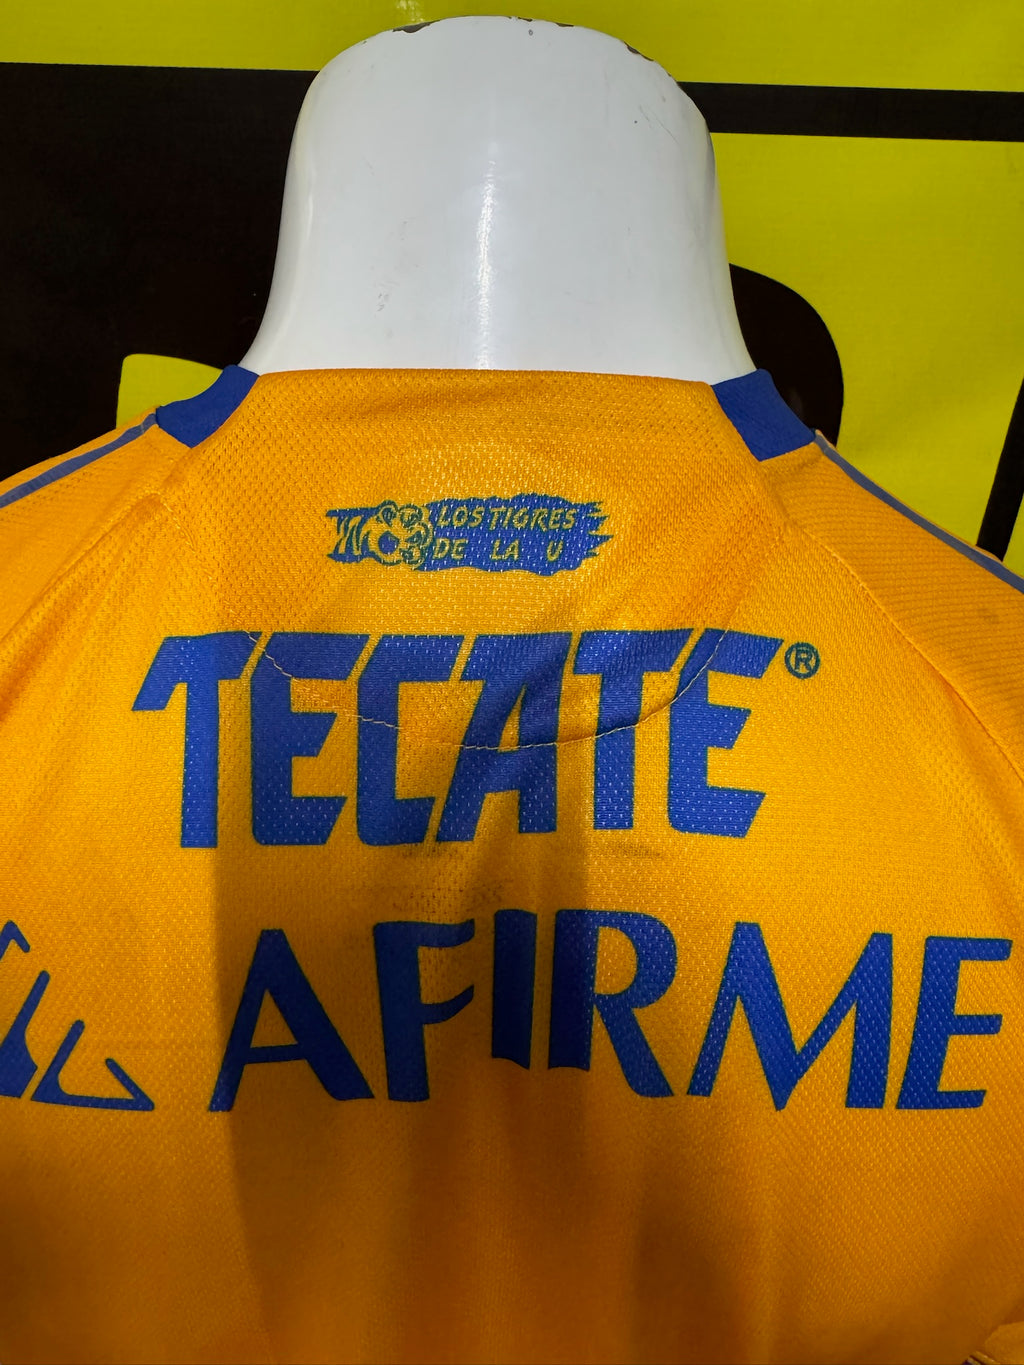 LOS TIGRES
DE LA U
TECATE®
AFIRME